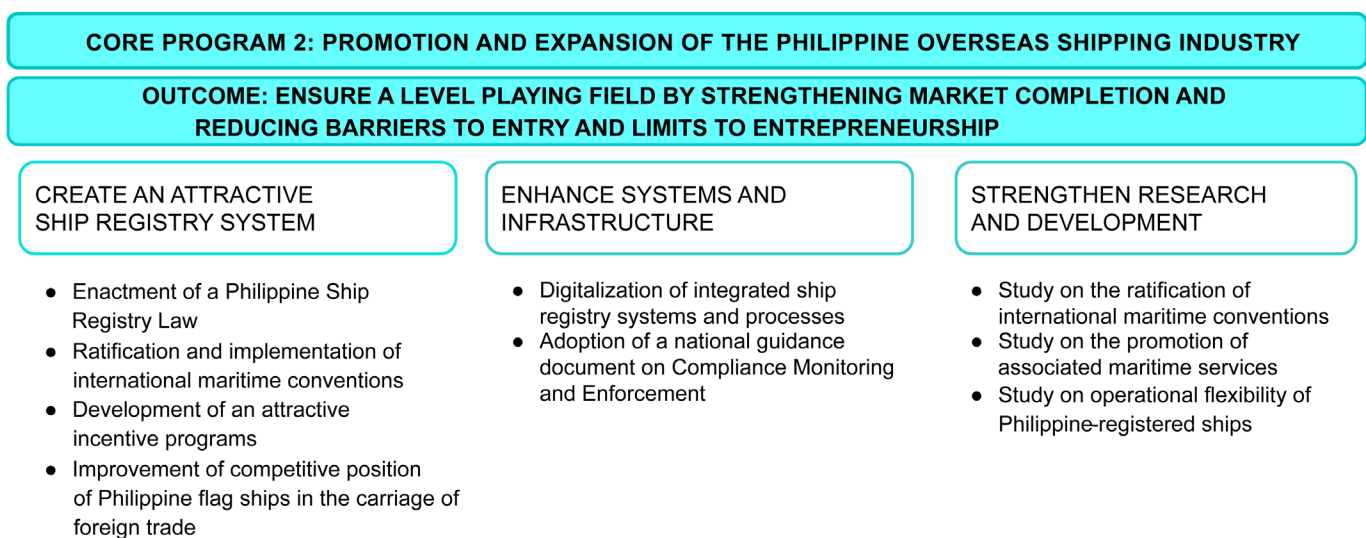 CORE PROGRAM 2: PROMOTION AND EXPANSION OF THE PHILIPPINE OVERSEAS SHIPPING INDUSTRY
OUTCOME: ENSURE A LEVEL PLAYING FIELD BY STRENGTHENING MARKET COMPLETION AND
REDUCING BARRIERS TO ENTRY AND LIMITS TO ENTREPRENEURSHIP
CREATE AN ATTRACTIVE
SHIP REGISTRY SYSTEM
● Enactment of a Philippine Ship
Registry Law
● Ratification and implementation of
international maritime conventions
● Development of an attractive
incentive programs
● Improvement of competitive position
of Philippine flag ships in the carriage of
foreign trade
ENHANCE SYSTEMS AND
INFRASTRUCTURE
● Digitalization of integrated ship
registry systems and processes
● Adoption of a national guidance
document on Compliance Monitoring
and Enforcement
STRENGTHEN RESEARCH
AND DEVELOPMENT
● Study on the ratification of
international maritime conventions
● Study on the promotion of
associated maritime services
● Study on operational flexibility of
Philippine-registered ships